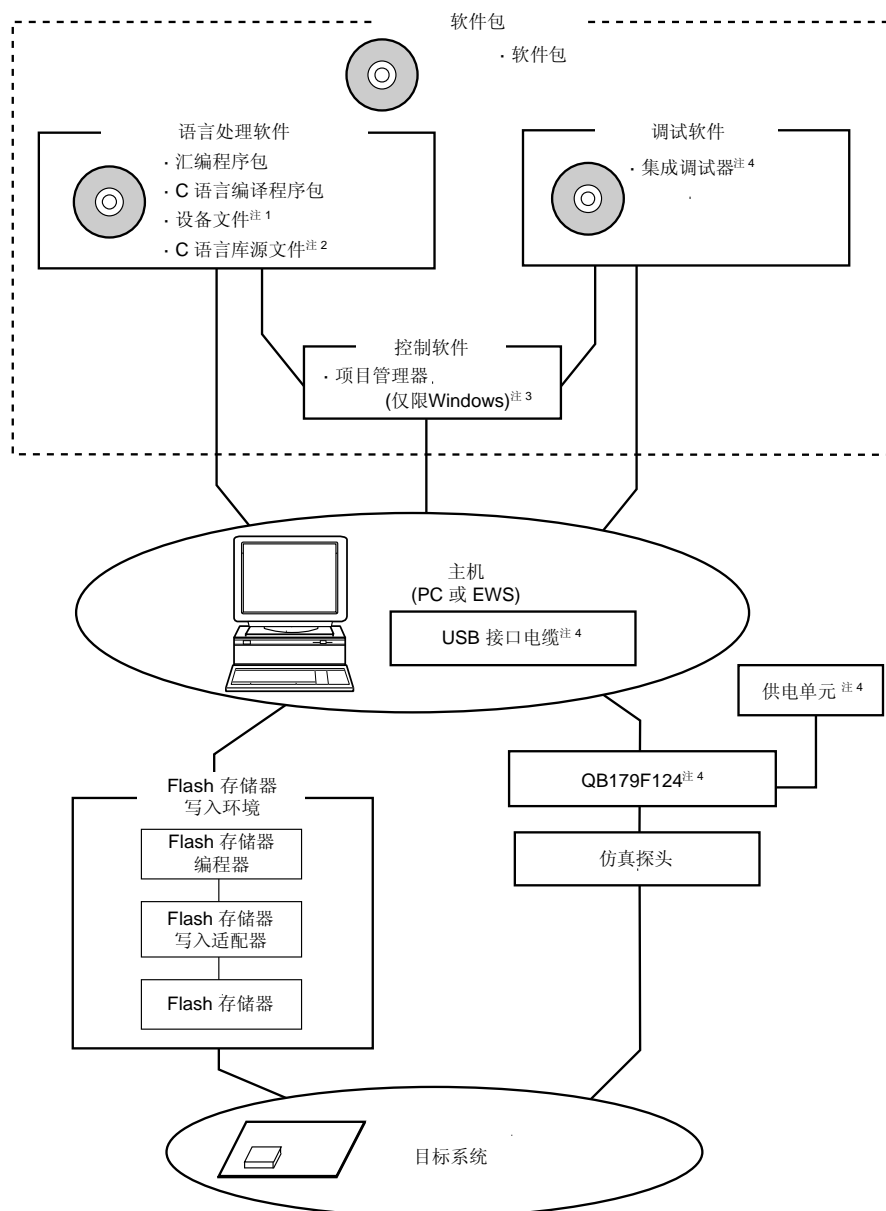 软件包
· 软件包
语言处理软件
· 汇编程序包
· C 语言编译程序包
· 设备文件注 1
· C 语言库源文件注 2
调试软件
· 集成调试器注 4
控制软件
· 项目管理器
(仅限Windows)注 3
主机
(PC 或 EWS)
USB 接口电缆注 4
供电单元 注 4
QB179F124注 4
仿真探头
Flash 存储器
写入环境
Flash 存储器
编程器
Flash 存储器
写入适配器
Flash 存储器
目标系统